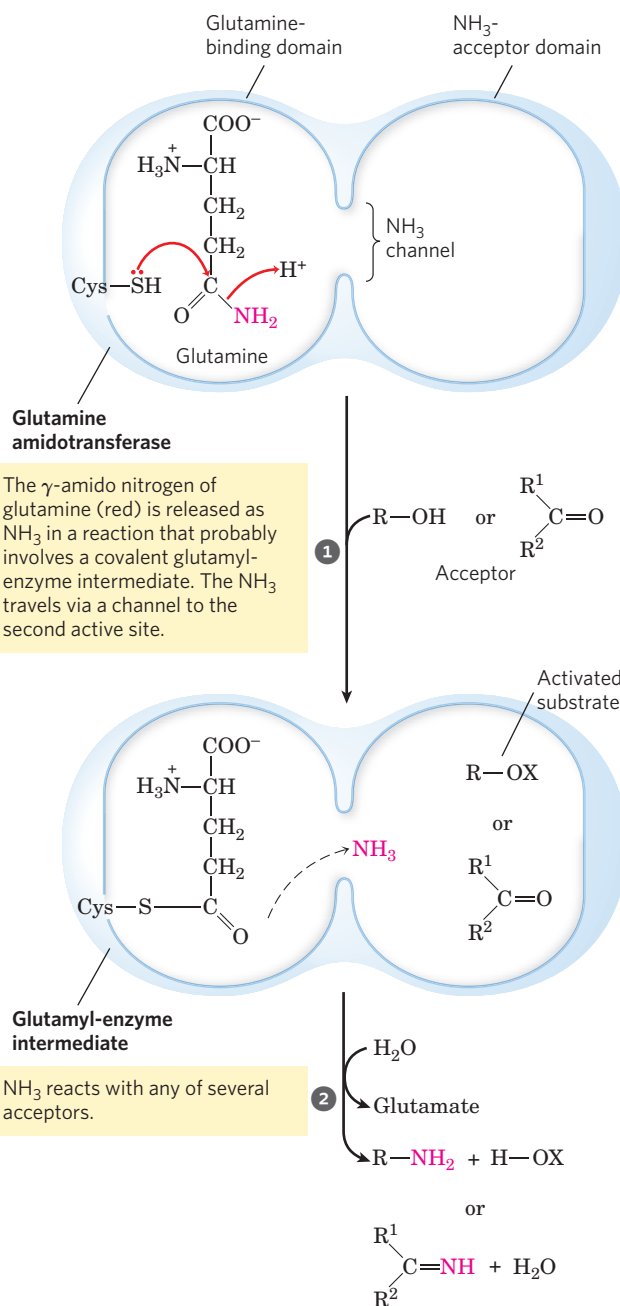 Glutamine-
binding domain
NH₃-
acceptor domain
COO⁻
H₃N⁺—CH
CH₂
CH₂
NH₃
channel
H⁺
Cys—SH
C
O
NH₂
Glutamine
Glutamine
amidotransferase
The γ-amido nitrogen of
glutamine (red) is released as
NH₃ in a reaction that probably
involves a covalent glutamyl-
enzyme intermediate. The NH₃
travels via a channel to the
second active site.
1
R—OH or R¹ R² C=O
Acceptor
Activated
substrate
COO⁻
H₃N⁺—CH
CH₂
CH₂
Cys—S—C
O
NH₃
R—OX
or
R¹
C=O
R²
Glutamyl-enzyme
intermediate
NH₃ reacts with any of several
acceptors.
2
H₂O
Glutamate
R—NH₂ + H—OX
or
R¹
C=NH + H₂O
R²